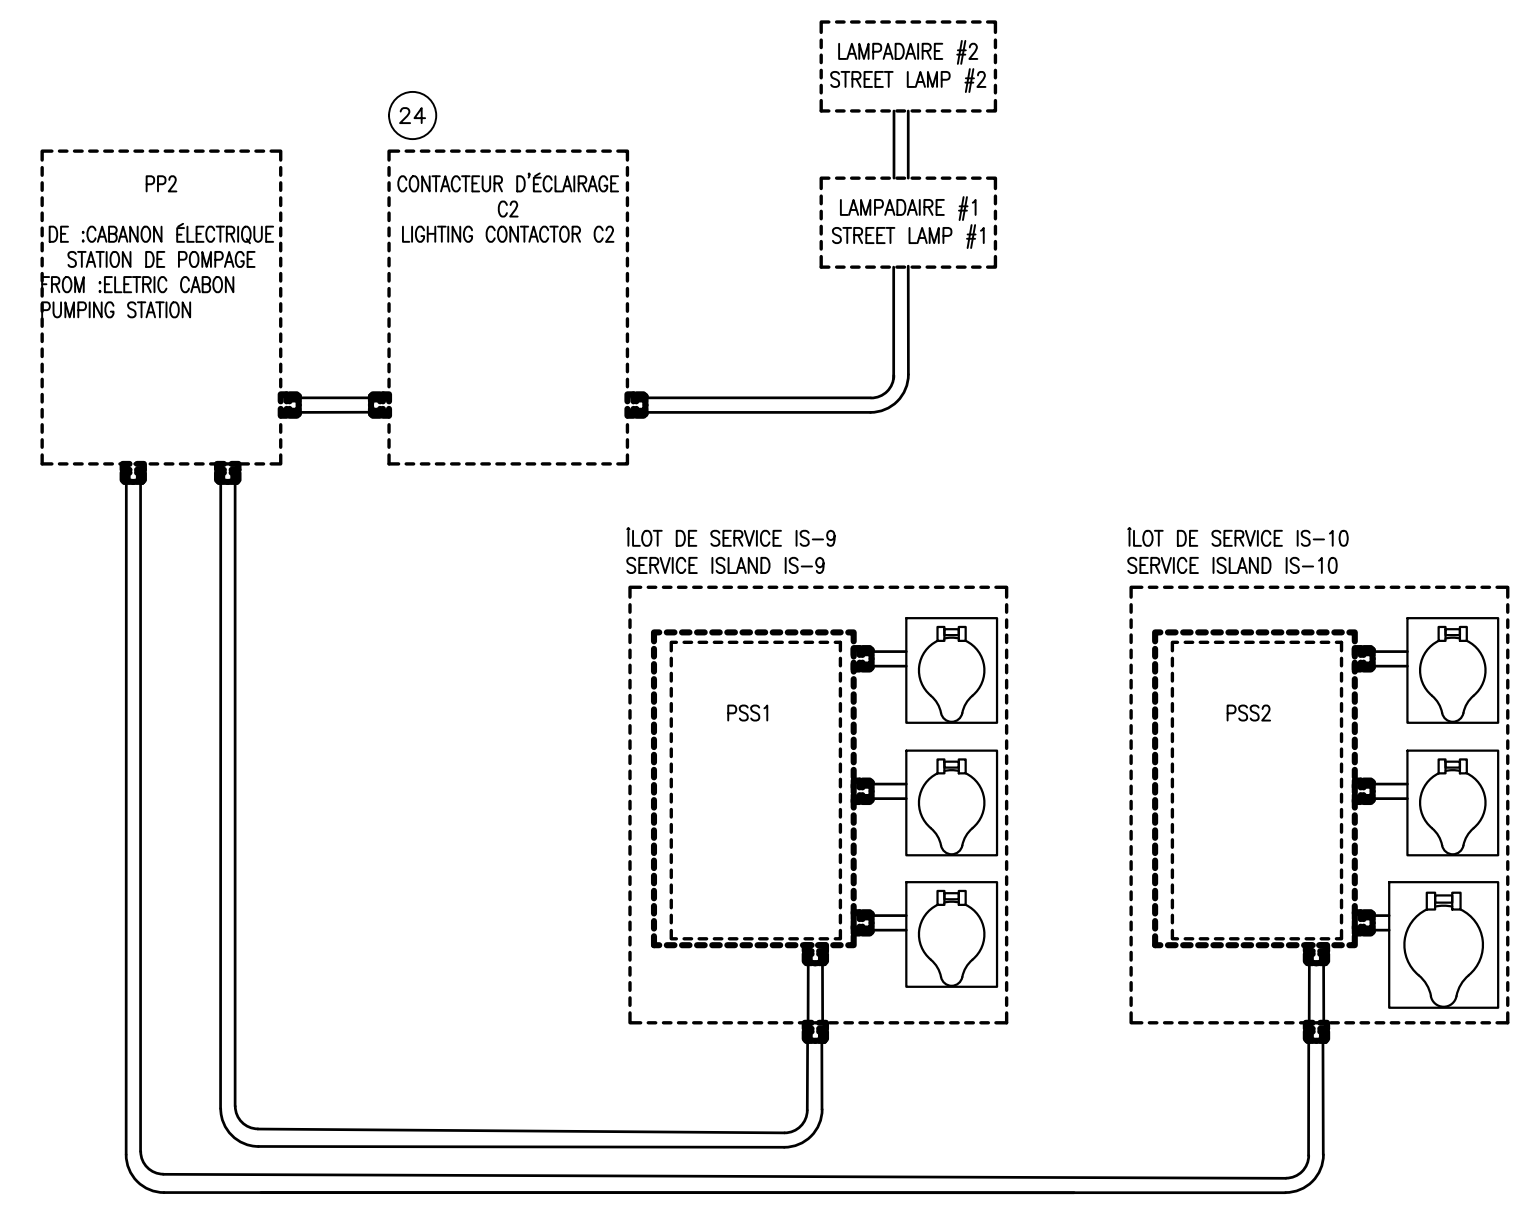 LAMPADAIRE #2
STREET LAMP #2
24
PP2
DE :CABANON ÉLECTRIQUE
STATION DE POMPAGE
FROM :ELETRIC CABON
PUMPING STATION
CONTACTEUR D'ÉCLAIRAGE
C2
LIGHTING CONTACTOR C2
LAMPADAIRE #1
STREET LAMP #1
ÎLOT DE SERVICE IS-9
SERVICE ISLAND IS-9
ÎLOT DE SERVICE IS-10
SERVICE ISLAND IS-10
PSS1
PSS2